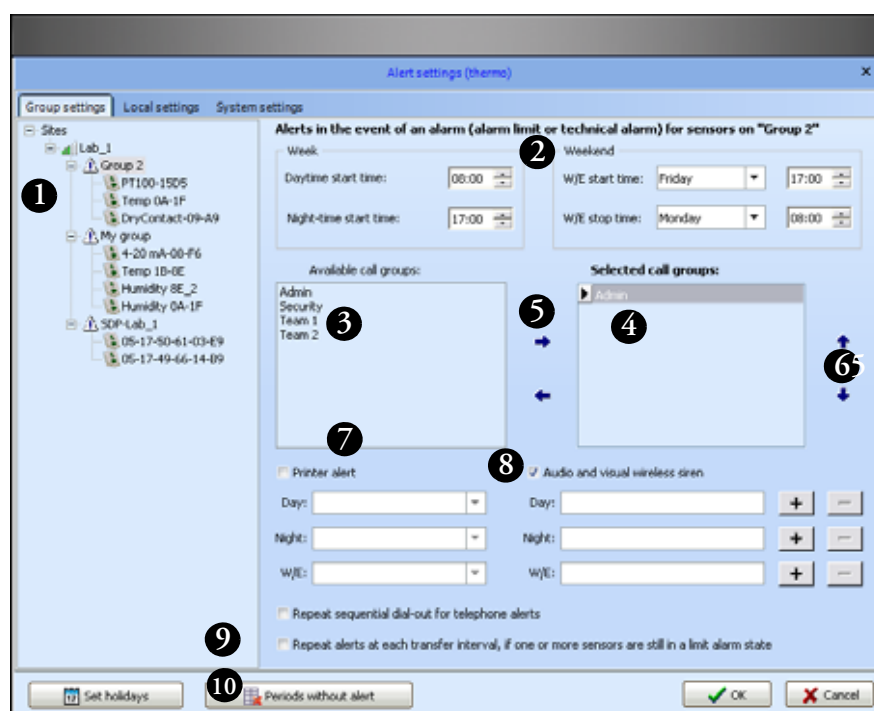 Alert settings (thermo)
Group settings Local settings System settings
Sites
Lab_1
Group 2
PT100-15D5
Temp 0A-1F
DryContact-09-A9
My group
4-20 mA-00-F6
Temp 1B-8E
Humidity 8E_2
Humidity 0A-1F
SDP-Lab_1
05-17-50-61-03-E9
05-17-49-66-14-B9
1
Alerts in the event of an alarm (alarm limit or technical alarm) for sensors on "Group 2"
2
Week
Daytime start time: 08:00
Night-time start time: 17:00
Weekend
W/E start time: Friday 17:00
W/E stop time: Monday 08:00
Available call groups:
Admin
Security
Team 1
Team 2
3
5
Selected call groups:
Admin
4
65
7
8
Printer alert
Day:
Night:
W/E:
Audio and visual wireless siren
Day: + −
Night: + −
W/E: + −
Repeat sequential dial-out for telephone alerts
Repeat alerts at each transfer interval, if one or more sensors are still in a limit alarm state
9
10
Set holidays Periods without alert OK Cancel